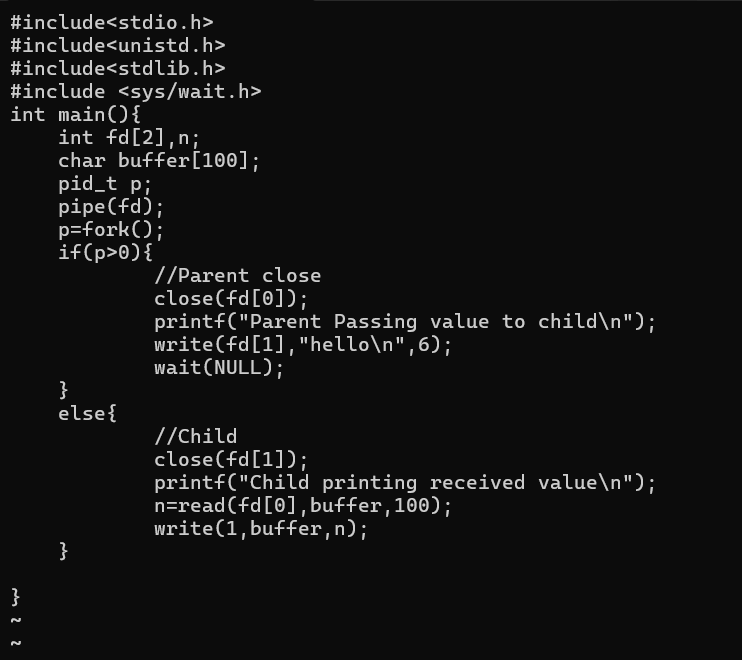 #include<stdio.h>
#include<unistd.h>
#include<stdlib.h>
#include <sys/wait.h>
int main(){
    int fd[2],n;
    char buffer[100];
    pid_t p;
    pipe(fd);
    p=fork();
    if(p>0){
            //Parent close
            close(fd[0]);
            printf("Parent Passing value to child\n");
            write(fd[1],"hello\n",6);
            wait(NULL);
    }
    else{
            //Child
            close(fd[1]);
            printf("Child printing received value\n");
            n=read(fd[0],buffer,100);
            write(1,buffer,n);
    }

}
~
~